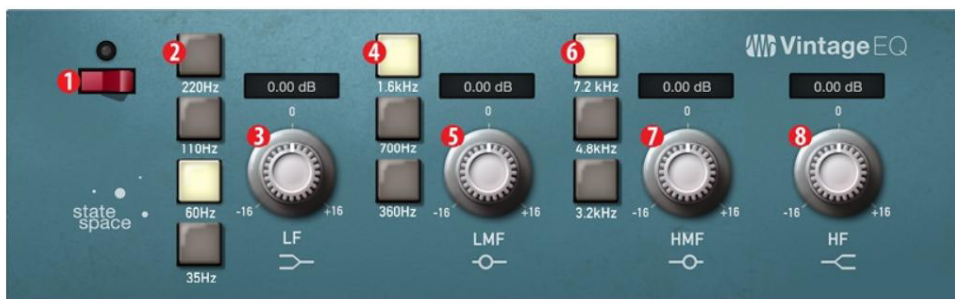 1
2
220Hz
110Hz
60Hz
35Hz
state
space
3
0.00 dB
0
-16 +16
LF
4
1.6kHz
700Hz
360Hz
5
0.00 dB
0
-16 +16
LMF
6
7.2 kHz
4.8kHz
3.2kHz
7
0.00 dB
0
-16 +16
HMF
Vintage EQ
8
0.00 dB
0
-16 +16
HF